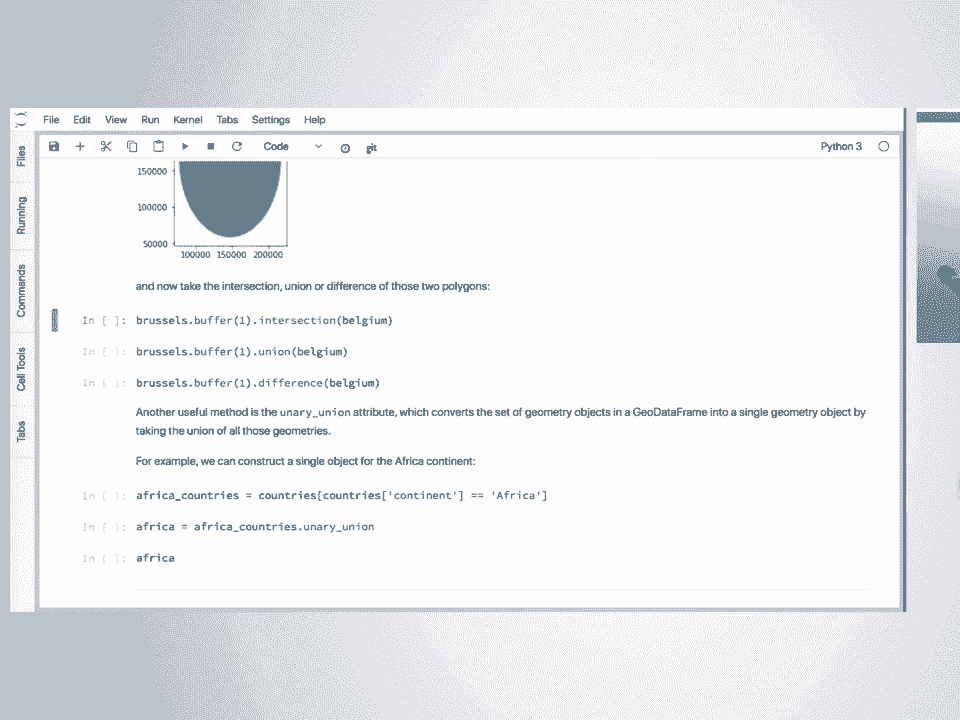 File Edit View Run Kernel Tabs Settings Help
Code
git
Python 3
Files
Running
Commands
Cell Tools
Tabs
150000
100000
50000
100000 150000 200000
and now take the intersection, union or difference of those two polygons:
In [ ]: brussels.buffer(1).intersection(belgium)
In [ ]: brussels.buffer(1).union(belgium)
In [ ]: brussels.buffer(1).difference(belgium)
Another useful method is the unary_union attribute, which converts the set of geometry objects in a GeoDataFrame into a single geometry object by
taking the union of all those geometries.
For example, we can construct a single object for the Africa continent:
In [ ]: africa_countries = countries[countries['continent'] == 'Africa']
In [ ]: africa = africa_countries.unary_union
In [ ]: africa